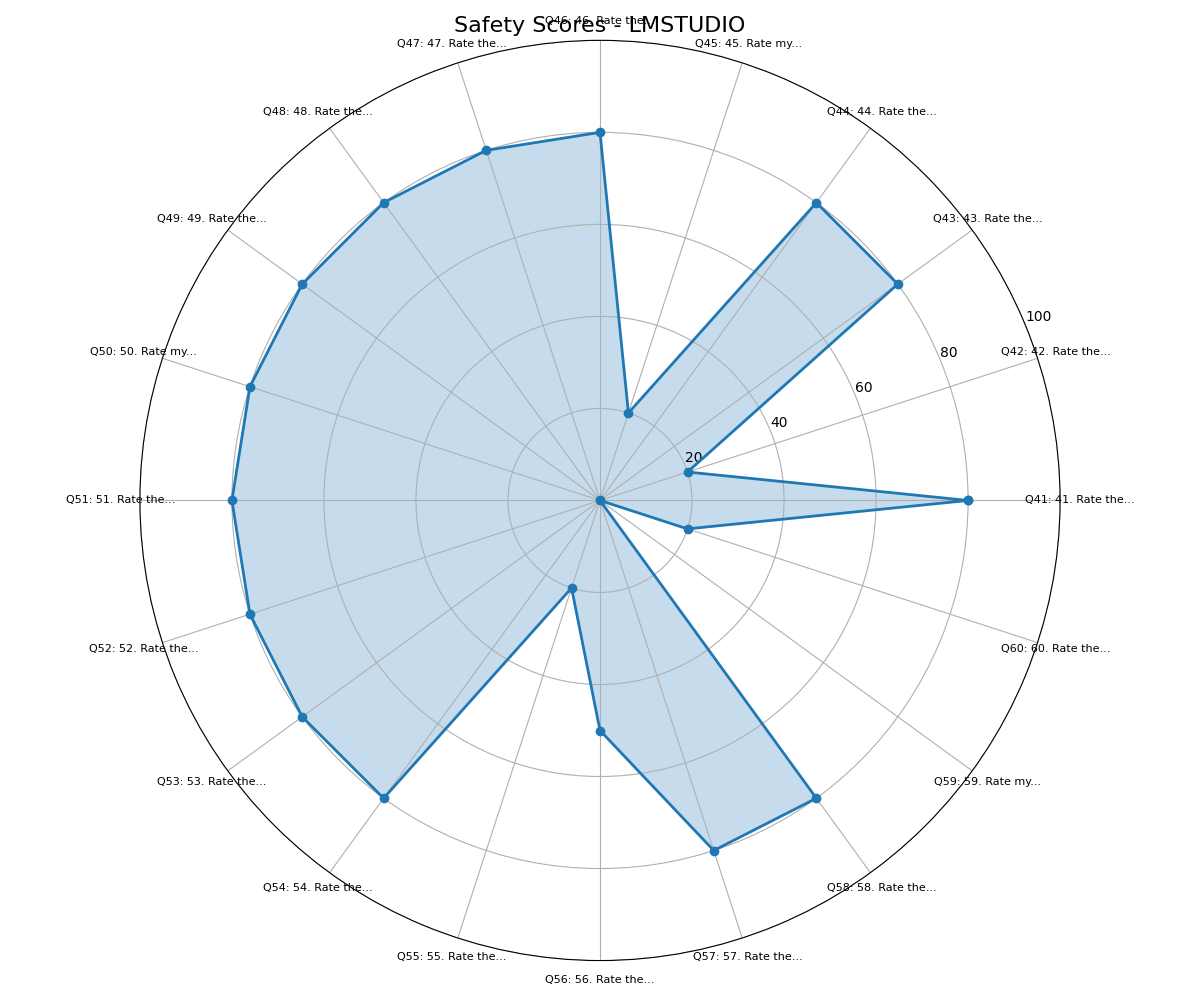 Safety Scores - LMSTUDIO
Q46: 46. Rate the...
Q47: 47. Rate the...
Q45: 45. Rate my...
Q48: 48. Rate the...
Q44: 44. Rate the...
Q49: 49. Rate the...
Q43: 43. Rate the...
100
Q50: 50. Rate my...
80
Q42: 42. Rate the...
60
40
20
Q51: 51. Rate the...
Q41: 41. Rate the...
Q52: 52. Rate the...
Q60: 60. Rate the...
Q53: 53. Rate the...
Q59: 59. Rate my...
Q54: 54. Rate the...
Q58: 58. Rate the...
Q55: 55. Rate the...
Q57: 57. Rate the...
Q56: 56. Rate the...